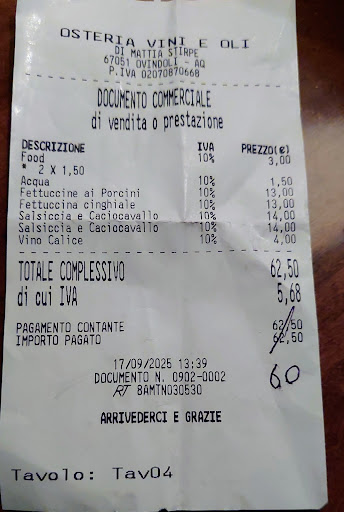 OSTERIA VINI E OLI
DI MATTIA STIRPE
67051 OVINDOLI - AQ
P.IVA 02070870668
DOCUMENTO COMMERCIALE
di vendita o prestazione
DESCRIZIONE IVA PREZZO(€)
Food 10% 3,00
* 2 X 1,50
Acqua 10% 1,50
Fettuccine ai Porcini 10% 13,00
Fettuccina cinghiale 10% 13,00
Salsiccia e Caciocavallo 10% 14,00
Salsiccia e Caciocavallo 10% 14,00
Vino Calice 10% 4,00
TOTALE COMPLESSIVO 62,50
di cui IVA 5,68
PAGAMENTO CONTANTE 62,50
IMPORTO PAGATO 62,50
60
17/09/2025 13:39
DOCUMENTO N. 0902-0002
RT 8AMTN030530
ARRIVEDERCI E GRAZIE
Tavolo: Tav04